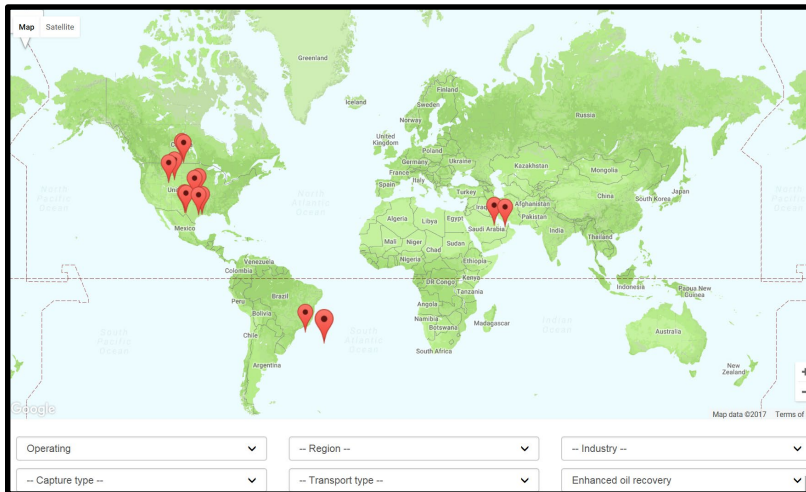 Map Satellite
Greenland
Iceland
Finland
Sweden
Norway
Russia
United
Kingdom
Poland
Germany
Ukraine
France
Kazakhstan
Mongolia
Italy
Spain
Turkey
Japan
South Korea
China
Afghanistan
Iraq
Pakistan
Algeria
Libya
Egypt
Saudi Arabia
India
Thailand
Mali
Niger
Chad
Sudan
Nigeria
Ethiopia
Kenya
DR Congo
Tanzania
Angola
Namibia
Botswana
Madagascar
South Africa
North
Pacific
Ocean
North
Atlantic
Ocean
Mexico
Venezuela
Colombia
Peru
Brazil
Bolivia
Chile
Argentina
South
Pacific
Ocean
South
Atlantic
Ocean
Indian
Ocean
Indonesia
Papua New
Guinea
Australia
New
Zealand
Google
Map data ©2017 Terms of
Operating -- Region -- -- Industry --
-- Capture type -- -- Transport type -- Enhanced oil recovery